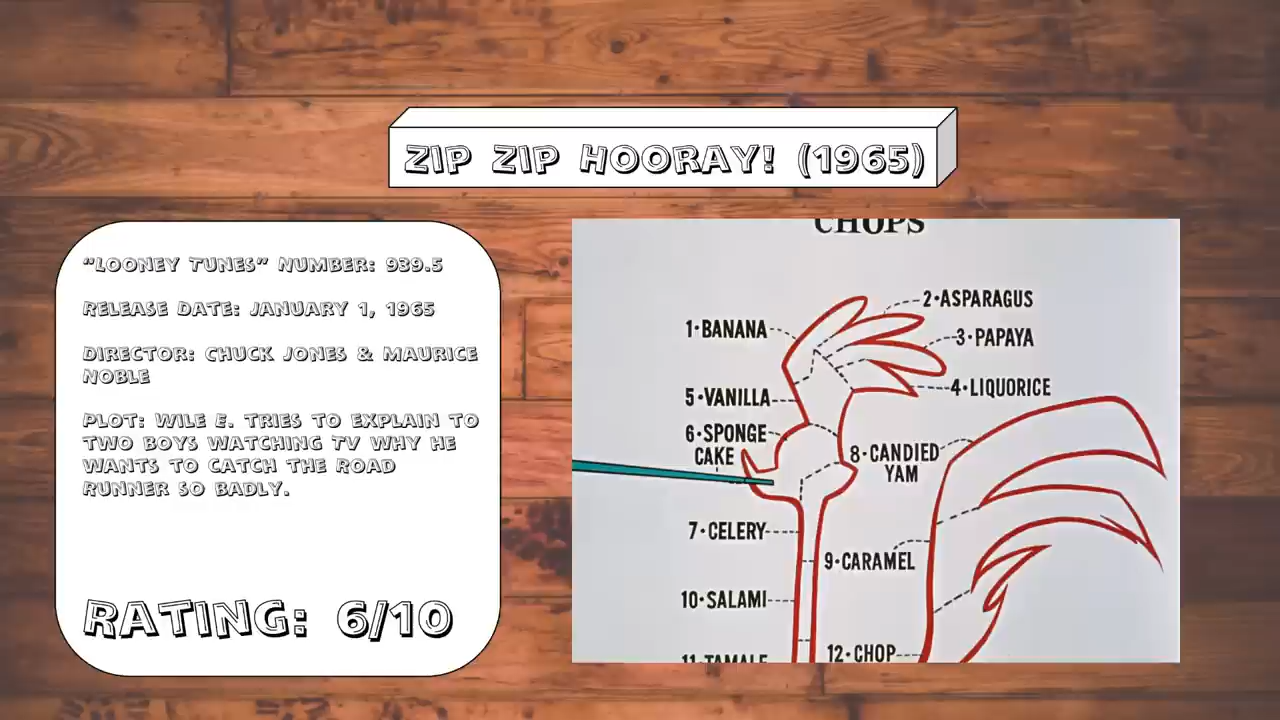 ZIP ZIP HOORAY! (1965)
"LOONEY TUNES" NUMBER: 939.5
RELEASE DATE: JANUARY 1, 1965
DIRECTOR: CHUCK JONES & MAURICE
NOBLE
PLOT: WILE E. TRIES TO EXPLAIN TO
TWO BOYS WATCHING TV WHY HE
WANTS TO CATCH THE ROAD
RUNNER SO BADLY.
RATING: 6/10
CHOPS
1•BANANA
2•ASPARAGUS
3•PAPAYA
4•LIQUORICE
5•VANILLA
6•SPONGE
CAKE
8•CANDIED
YAM
7•CELERY
9•CARAMEL
10•SALAMI
11•TAMALE
12•CHOP